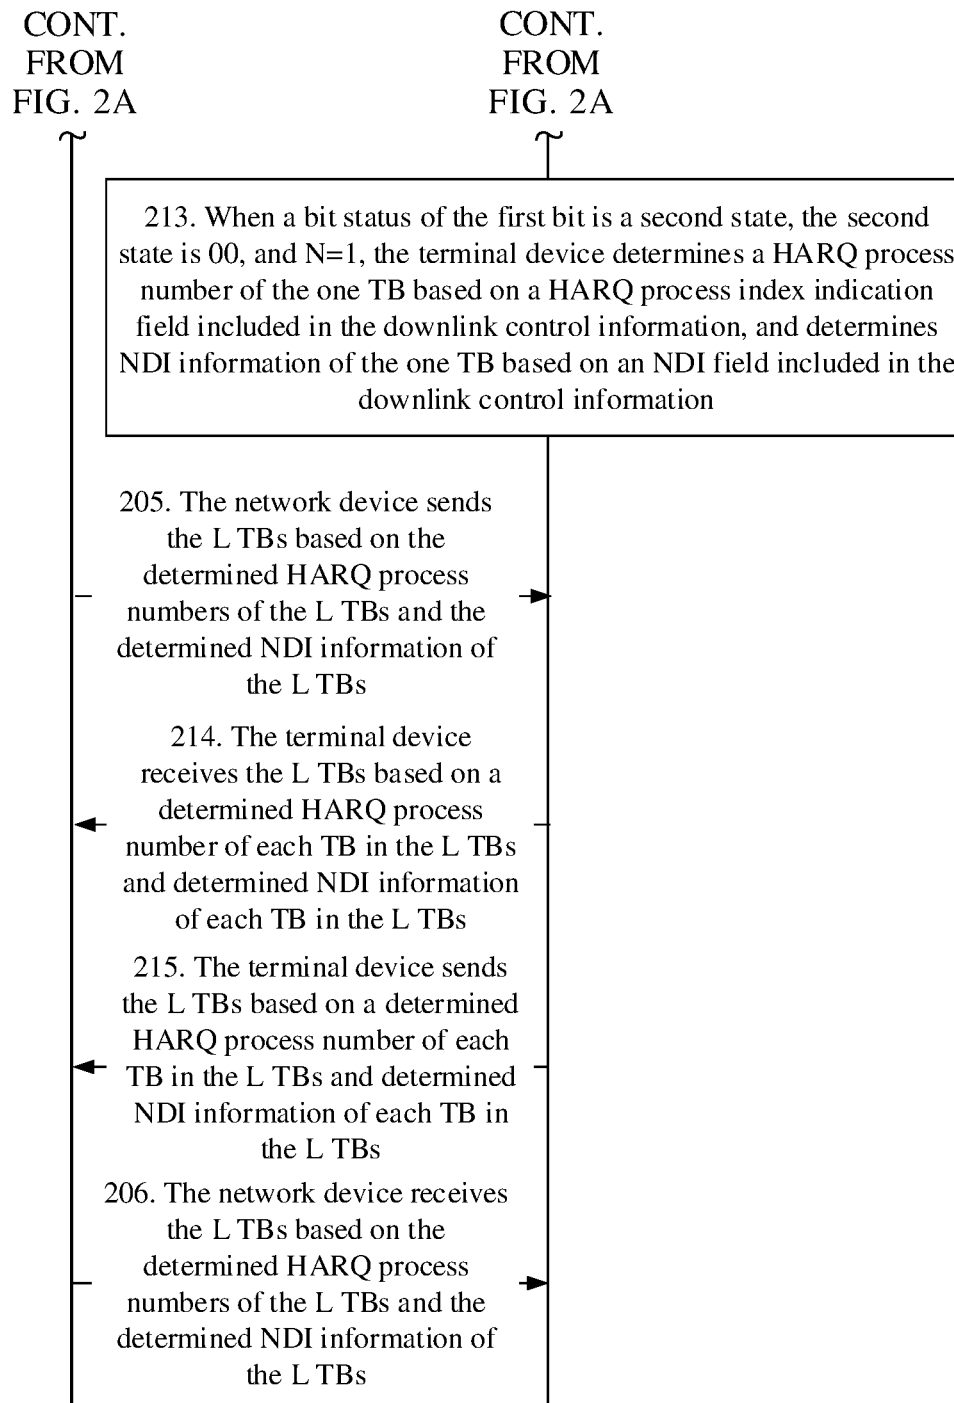 CONT.
FROM
FIG. 2A
CONT.
FROM
FIG. 2A
213. When a bit status of the first bit is a second state, the second
state is 00, and N=1, the terminal device determines a HARQ process
number of the one TB based on a HARQ process index indication
field included in the downlink control information, and determines
NDI information of the one TB based on an NDI field included in the
downlink control information
205. The network device sends
the L TBs based on the
determined HARQ process
numbers of the L TBs and the
determined NDI information of
the L TBs
214. The terminal device
receives the L TBs based on a
determined HARQ process
number of each TB in the L TBs
and determined NDI information
of each TB in the L TBs
215. The terminal device sends
the L TBs based on a determined
HARQ process number of each
TB in the L TBs and determined
NDI information of each TB in
the L TBs
206. The network device receives
the L TBs based on the
determined HARQ process
numbers of the L TBs and the
determined NDI information of
the L TBs